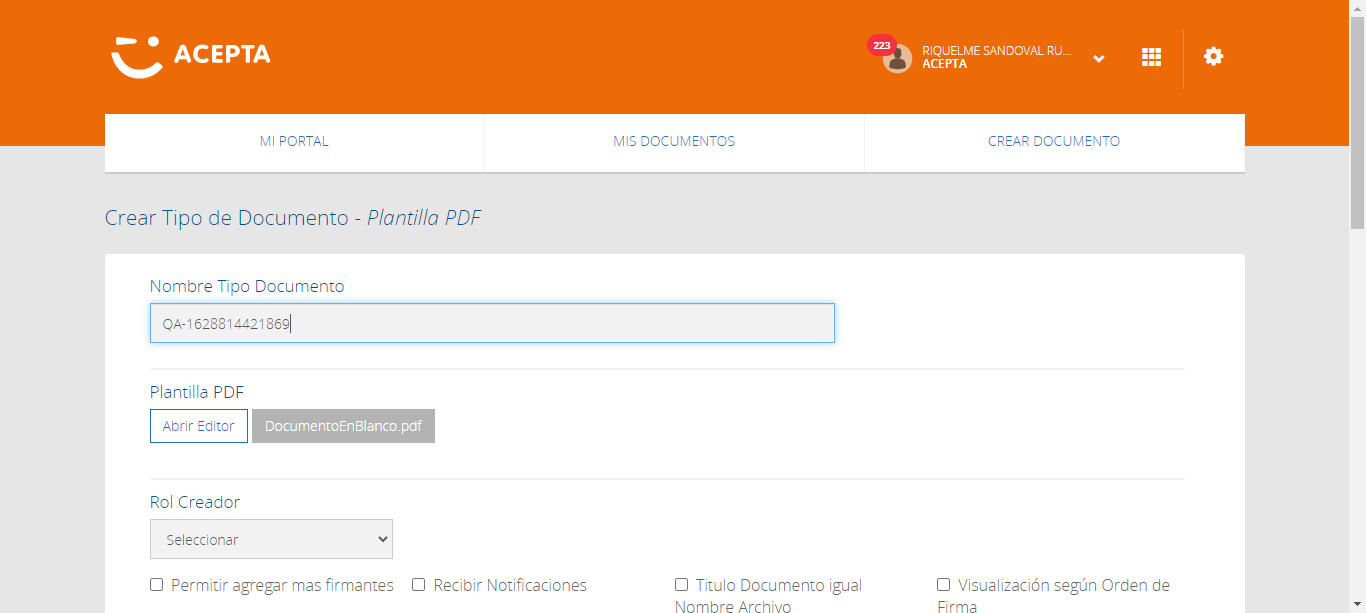 ACEPTA
223
RIQUELME SANDOVAL RU...
ACEPTA
MI PORTAL
MIS DOCUMENTOS
CREAR DOCUMENTO
Crear Tipo de Documento - Plantilla PDF
Nombre Tipo Documento
QA-1628814421869
Plantilla PDF
Abrir Editor
DocumentoEnBlanco.pdf
Rol Creador
Seleccionar
Permitir agregar mas firmantes
Recibir Notificaciones
Titulo Documento igual
Nombre Archivo
Visualización según Orden de
Firma